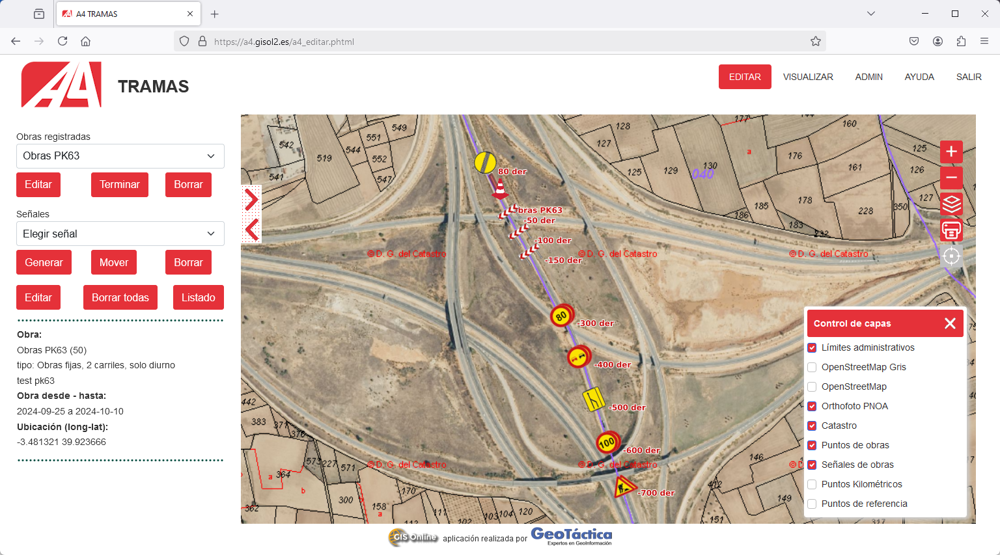 A4 TRAMAS
https://a4.gisol2.es/a4_editar.phtml
A4
TRAMAS
EDITAR
VISUALIZAR
ADMIN
AYUDA
SALIR
Obras registradas
Obras PK63
Editar
Terminar
Borrar
Señales
Elegir señal
Generar
Mover
Borrar
Editar
Borrar todas
Listado
Obra:
Obras PK63 (50)
tipo: Obras fijas, 2 carriles, solo diurno
test pk63
Obra desde - hasta:
2024-09-25 a 2024-10-10
Ubicación (long-lat):
-3.481321 39.923666
542
519
541
549
551
544
552
547
128
127
125
129
130
040
177
a
160
176
161
125
126
127
178
185
186
183
232
228
350
80 der
Obras PK63
-50 der
-100 der
-150 der
© D. G. del Catastro
© D. G. del Catastro
© D. G. del Catastro
80
-300 der
-400 der
-500 der
100
-600 der
-700 der
© D. G. del Catastro
© D. G. del Catastro
442
383
371
376
573
227
571
364
a
b
300
362
170
158
a
124
111
102
103
104
120
412
146
149
151
Control de capas
Límites administrativos
OpenStreetMap Gris
OpenStreetMap
Orthofoto PNOA
Catastro
Puntos de obras
Señales de obras
Puntos Kilométricos
Puntos de referencia
GIS Online
aplicación realizada por
GeoTáctica
Expertos en GeoInformación